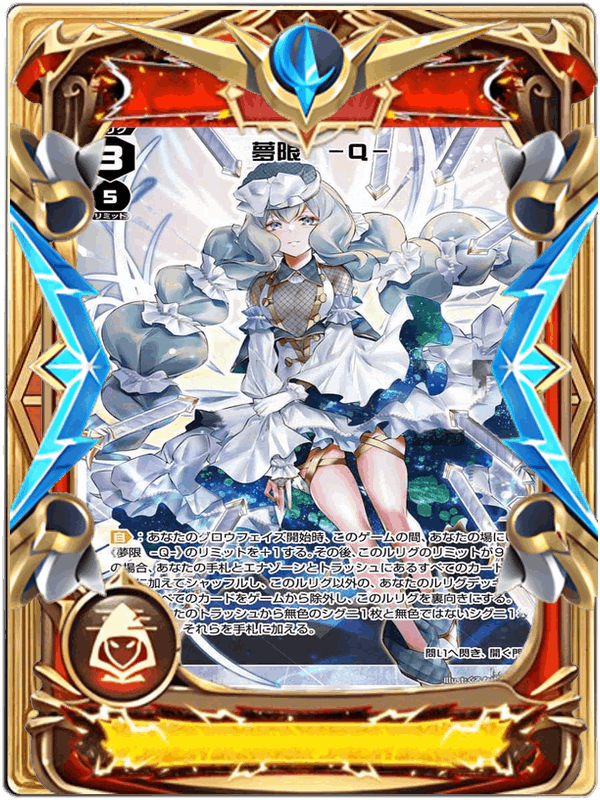 夢限 －Q－
3
5
リミット
自：あなたのグロウフェイズ開始時、このゲームの間、あなたの場に
《夢限 -Q-》のリミットを＋1する。その後、このルリグのリミットが9
の場合、あなたの手札とエナゾーンとトラッシュにあるすべてのカード
に加えてシャッフルし、このルリグ以外の、あなたのルリグデッ
べてのカードをゲームから除外し、このルリグを裏向きにする。
たのトラッシュから無色のシグニ1枚と無色ではないシグニ1
それらを手札に加える。
問い1へ閃き、開く門